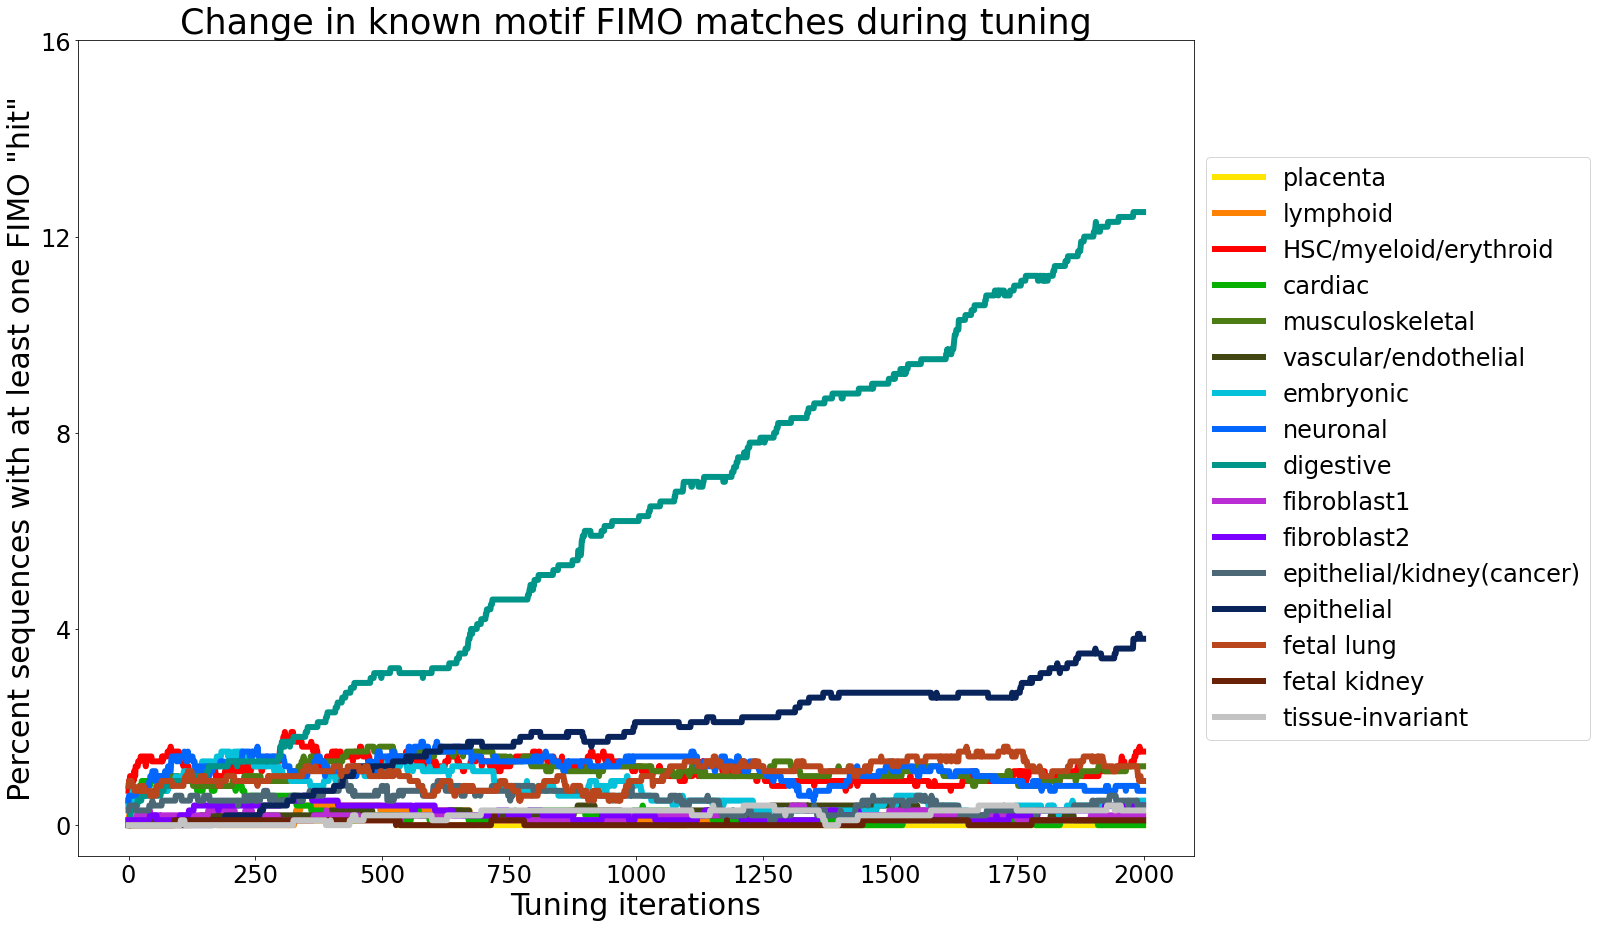 Change in known motif FIMO matches during tuning
Percent sequences with at least one FIMO "hit"
16
12
8
4
0
0 250 500 750 1000 1250 1500 1750 2000
Tuning iterations
placenta
lymphoid
HSC/myeloid/erythroid
cardiac
musculoskeletal
vascular/endothelial
embryonic
neuronal
digestive
fibroblast1
fibroblast2
epithelial/kidney(cancer)
epithelial
fetal lung
fetal kidney
tissue-invariant